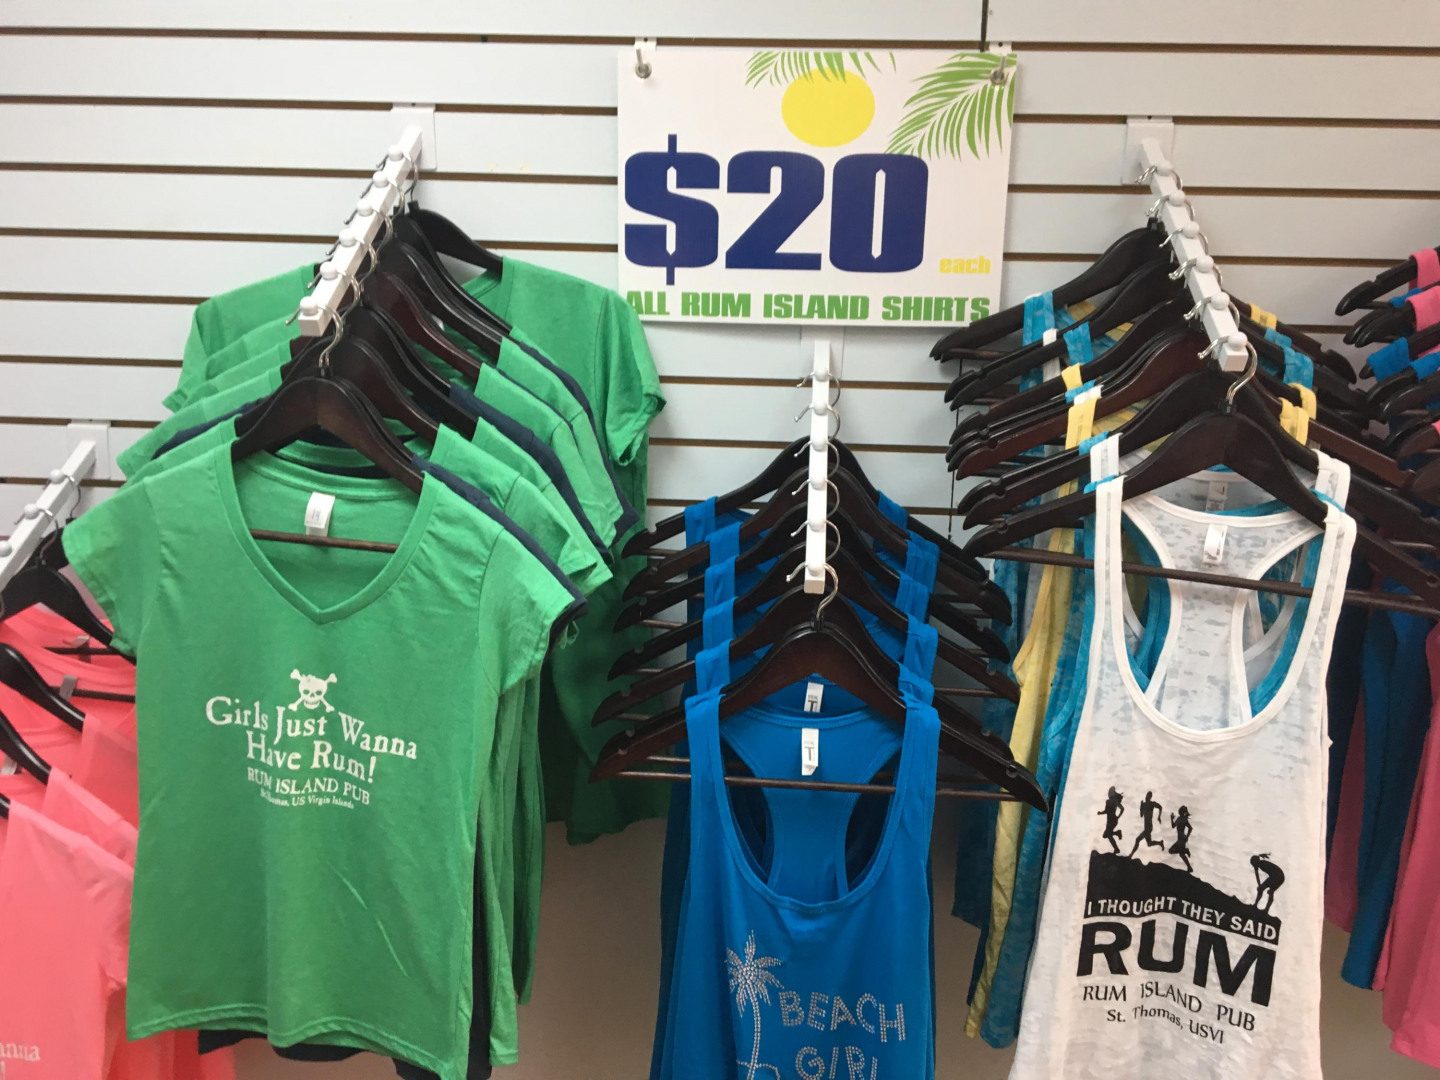 $20
each
ALL RUM ISLAND SHIRTS
Girls Just Wanna
Have Rum!
RUM ISLAND PUB
St. Thomas, US Virgin Islands
BEACH
GIRL
I THOUGHT THEY SAID
RUM
RUM ISLAND PUB
St. Thomas, USVI
T
T